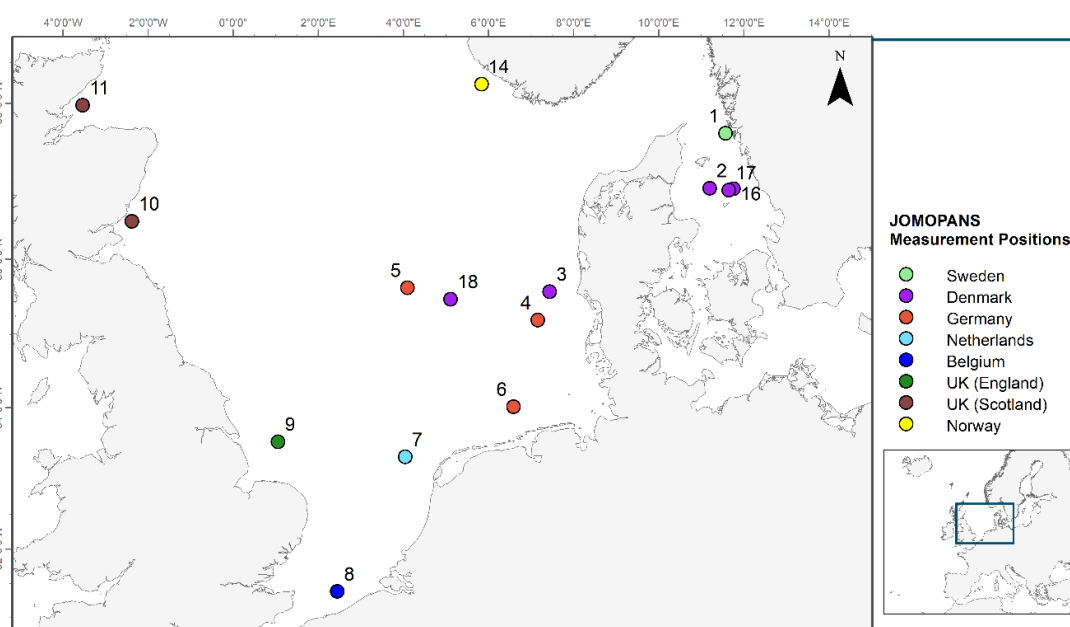 4°0'0"W 2°0'0"W 0°0'0" 2°0'0"E 4°0'0"E 6°0'0"E 8°0'0"E 10°0'0"E 12°0'0"E 14°0'0"E
14
N
11
1
2
17
16
10
5
18
3
4
6
9
7
8
JOMOPANS
Measurement Positions
Sweden
Denmark
Germany
Netherlands
Belgium
UK (England)
UK (Scotland)
Norway